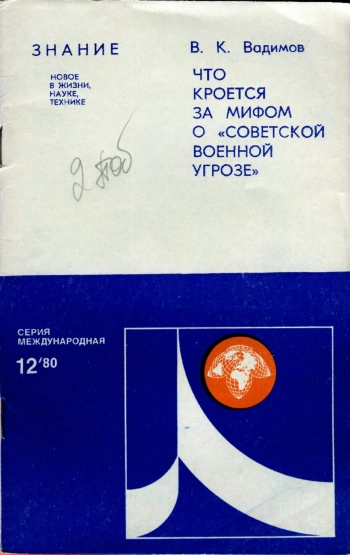 ЗНАНИЕ
НОВОЕ
В ЖИЗНИ,
НАУКЕ,
ТЕХНИКЕ
В. К. Вадимов
ЧТО
КРОЕТСЯ
ЗА МИФОМ
О «СОВЕТСКОЙ
ВОЕННОЙ
УГРОЗЕ»
СЕРИЯ
МЕЖДУНАРОДНАЯ
12'80